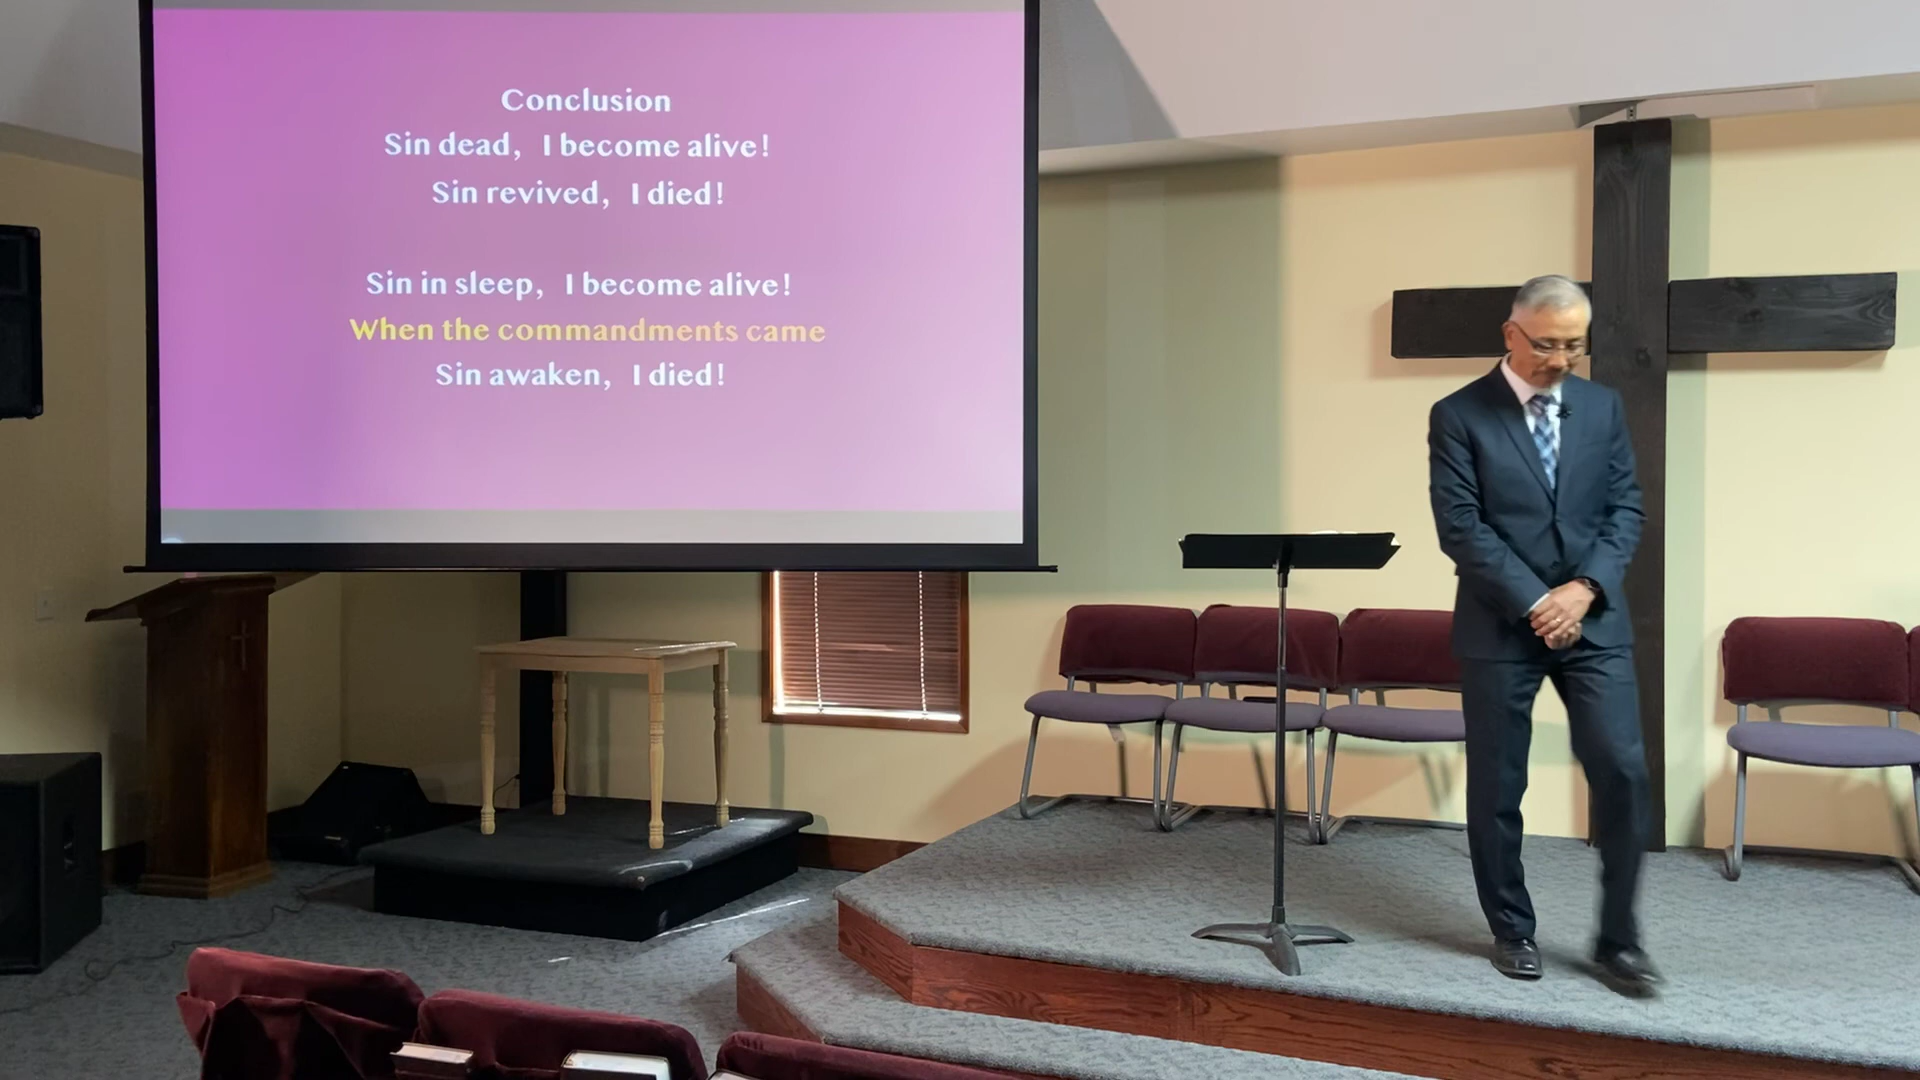 Conclusion
Sin dead, I become alive!
Sin revived, I died!
Sin in sleep, I become alive!
When the commandments came
Sin awaken, I died!